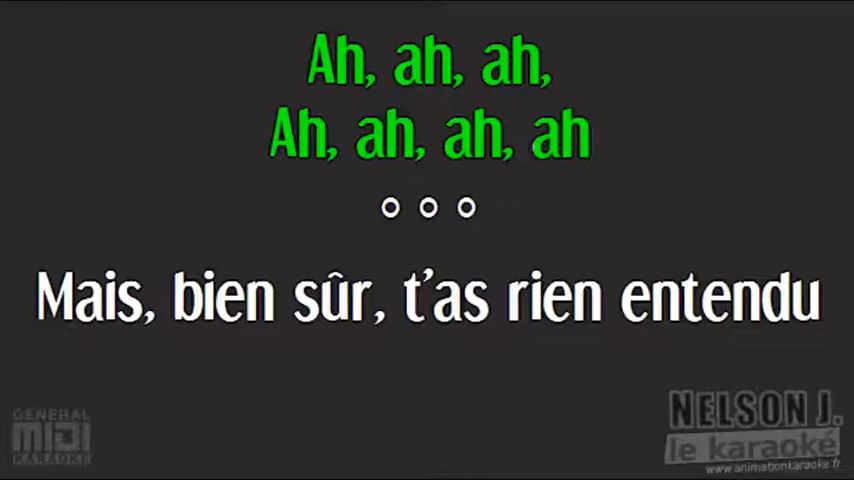 Ah, ah, ah,
Ah, ah, ah, ah
Mais, bien sûr, t'as rien entendu
GENERAL
MIDI
KARAOKE
NELSON J.
le karaoké
www.animationkaraoke.fr